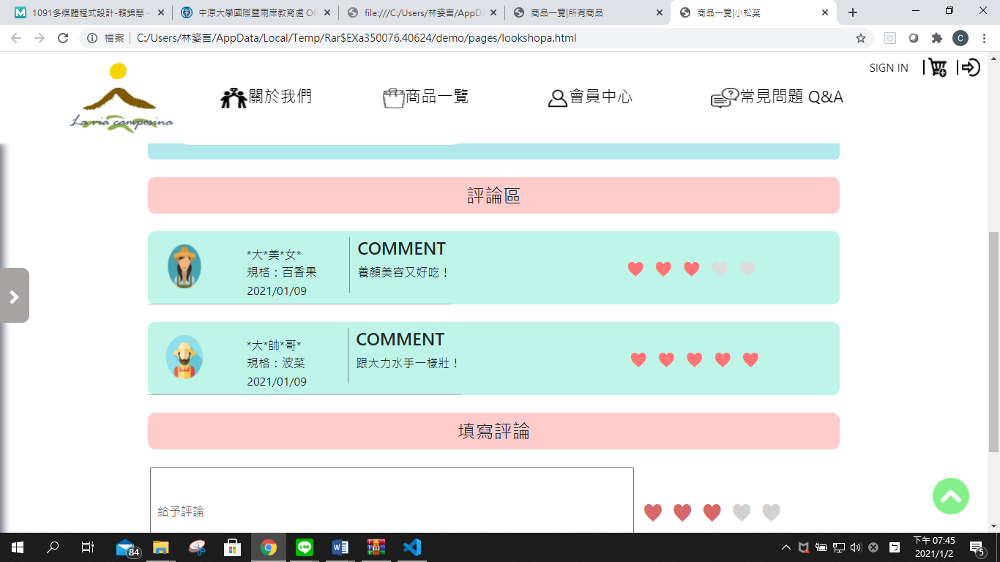 1091多媒體程式設計-賴錦慧 -
中原大學國際暨兩岸教育處 Of
file:///C:/Users/林姿言/AppDa
商品一覽|所有商品
商品一覽|小松菜
檔案
C:/Users/林姿言/AppData/Local/Temp/Rar$EXa350076.40624/demo/pages/lookshopa.html
SIGN IN
La via campesina
關於我們
商品一覽
會員中心
常見問題 Q&A
評論區
*大*美*女*
規格：百香果
2021/01/09
COMMENT
養顏美容又好吃！
*大*帥*哥*
規格：波菜
2021/01/09
COMMENT
跟大力水手一樣壯！
填寫評論
給予評論
84
下午 07:45
2021/1/2
5